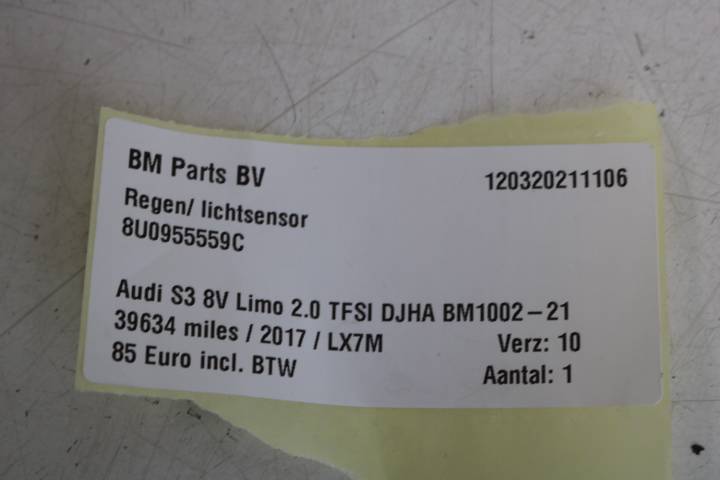 BM Parts BV 120320211106
Regen/ lichtsensor
8U0955559C
Audi S3 8V Limo 2.0 TFSI DJHA BM1002-21
39634 miles / 2017 / LX7M Verz: 10
85 Euro incl. BTW Aantal: 1